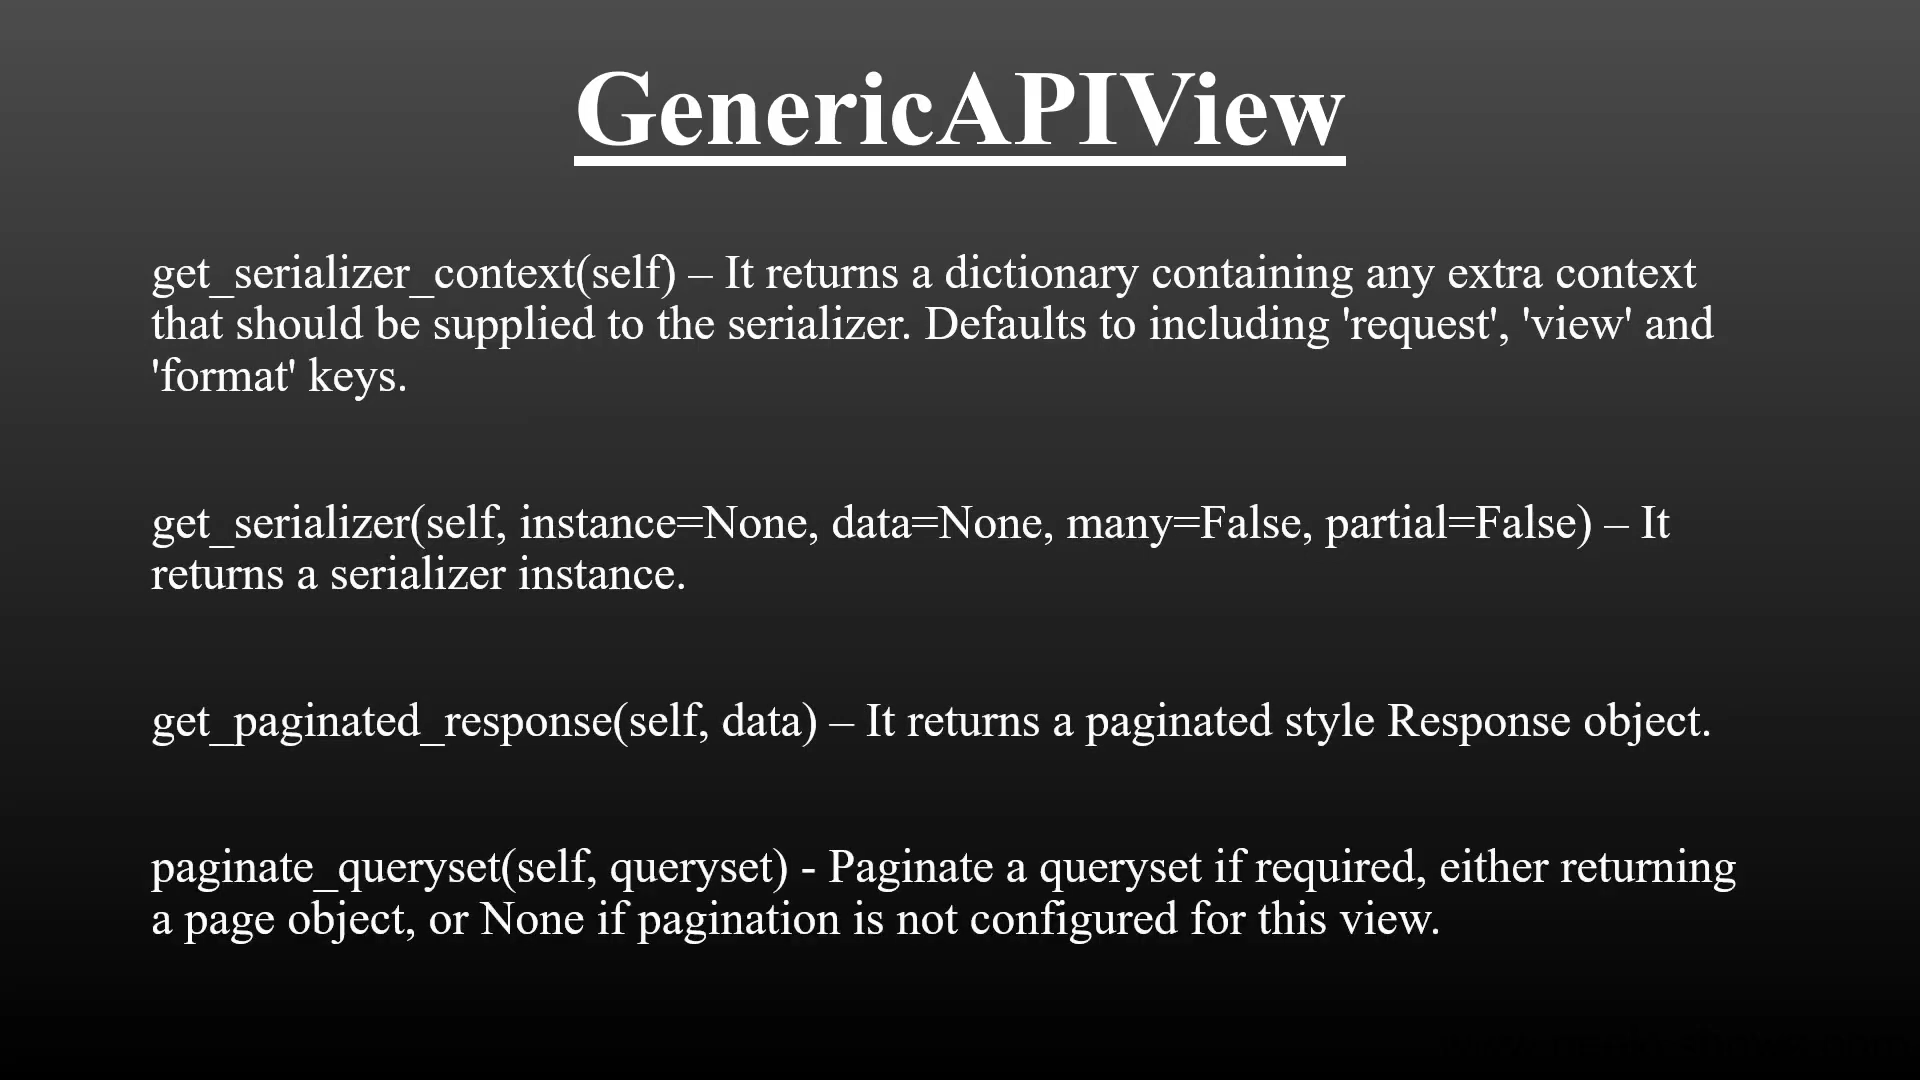 GenericAPIView
get_serializer_context(self) – It returns a dictionary containing any extra context
that should be supplied to the serializer. Defaults to including 'request', 'view' and
'format' keys.
get_serializer(self, instance=None, data=None, many=False, partial=False) – It
returns a serializer instance.
get_paginated_response(self, data) – It returns a paginated style Response object.
paginate_queryset(self, queryset) - Paginate a queryset if required, either returning
a page object, or None if pagination is not configured for this view.